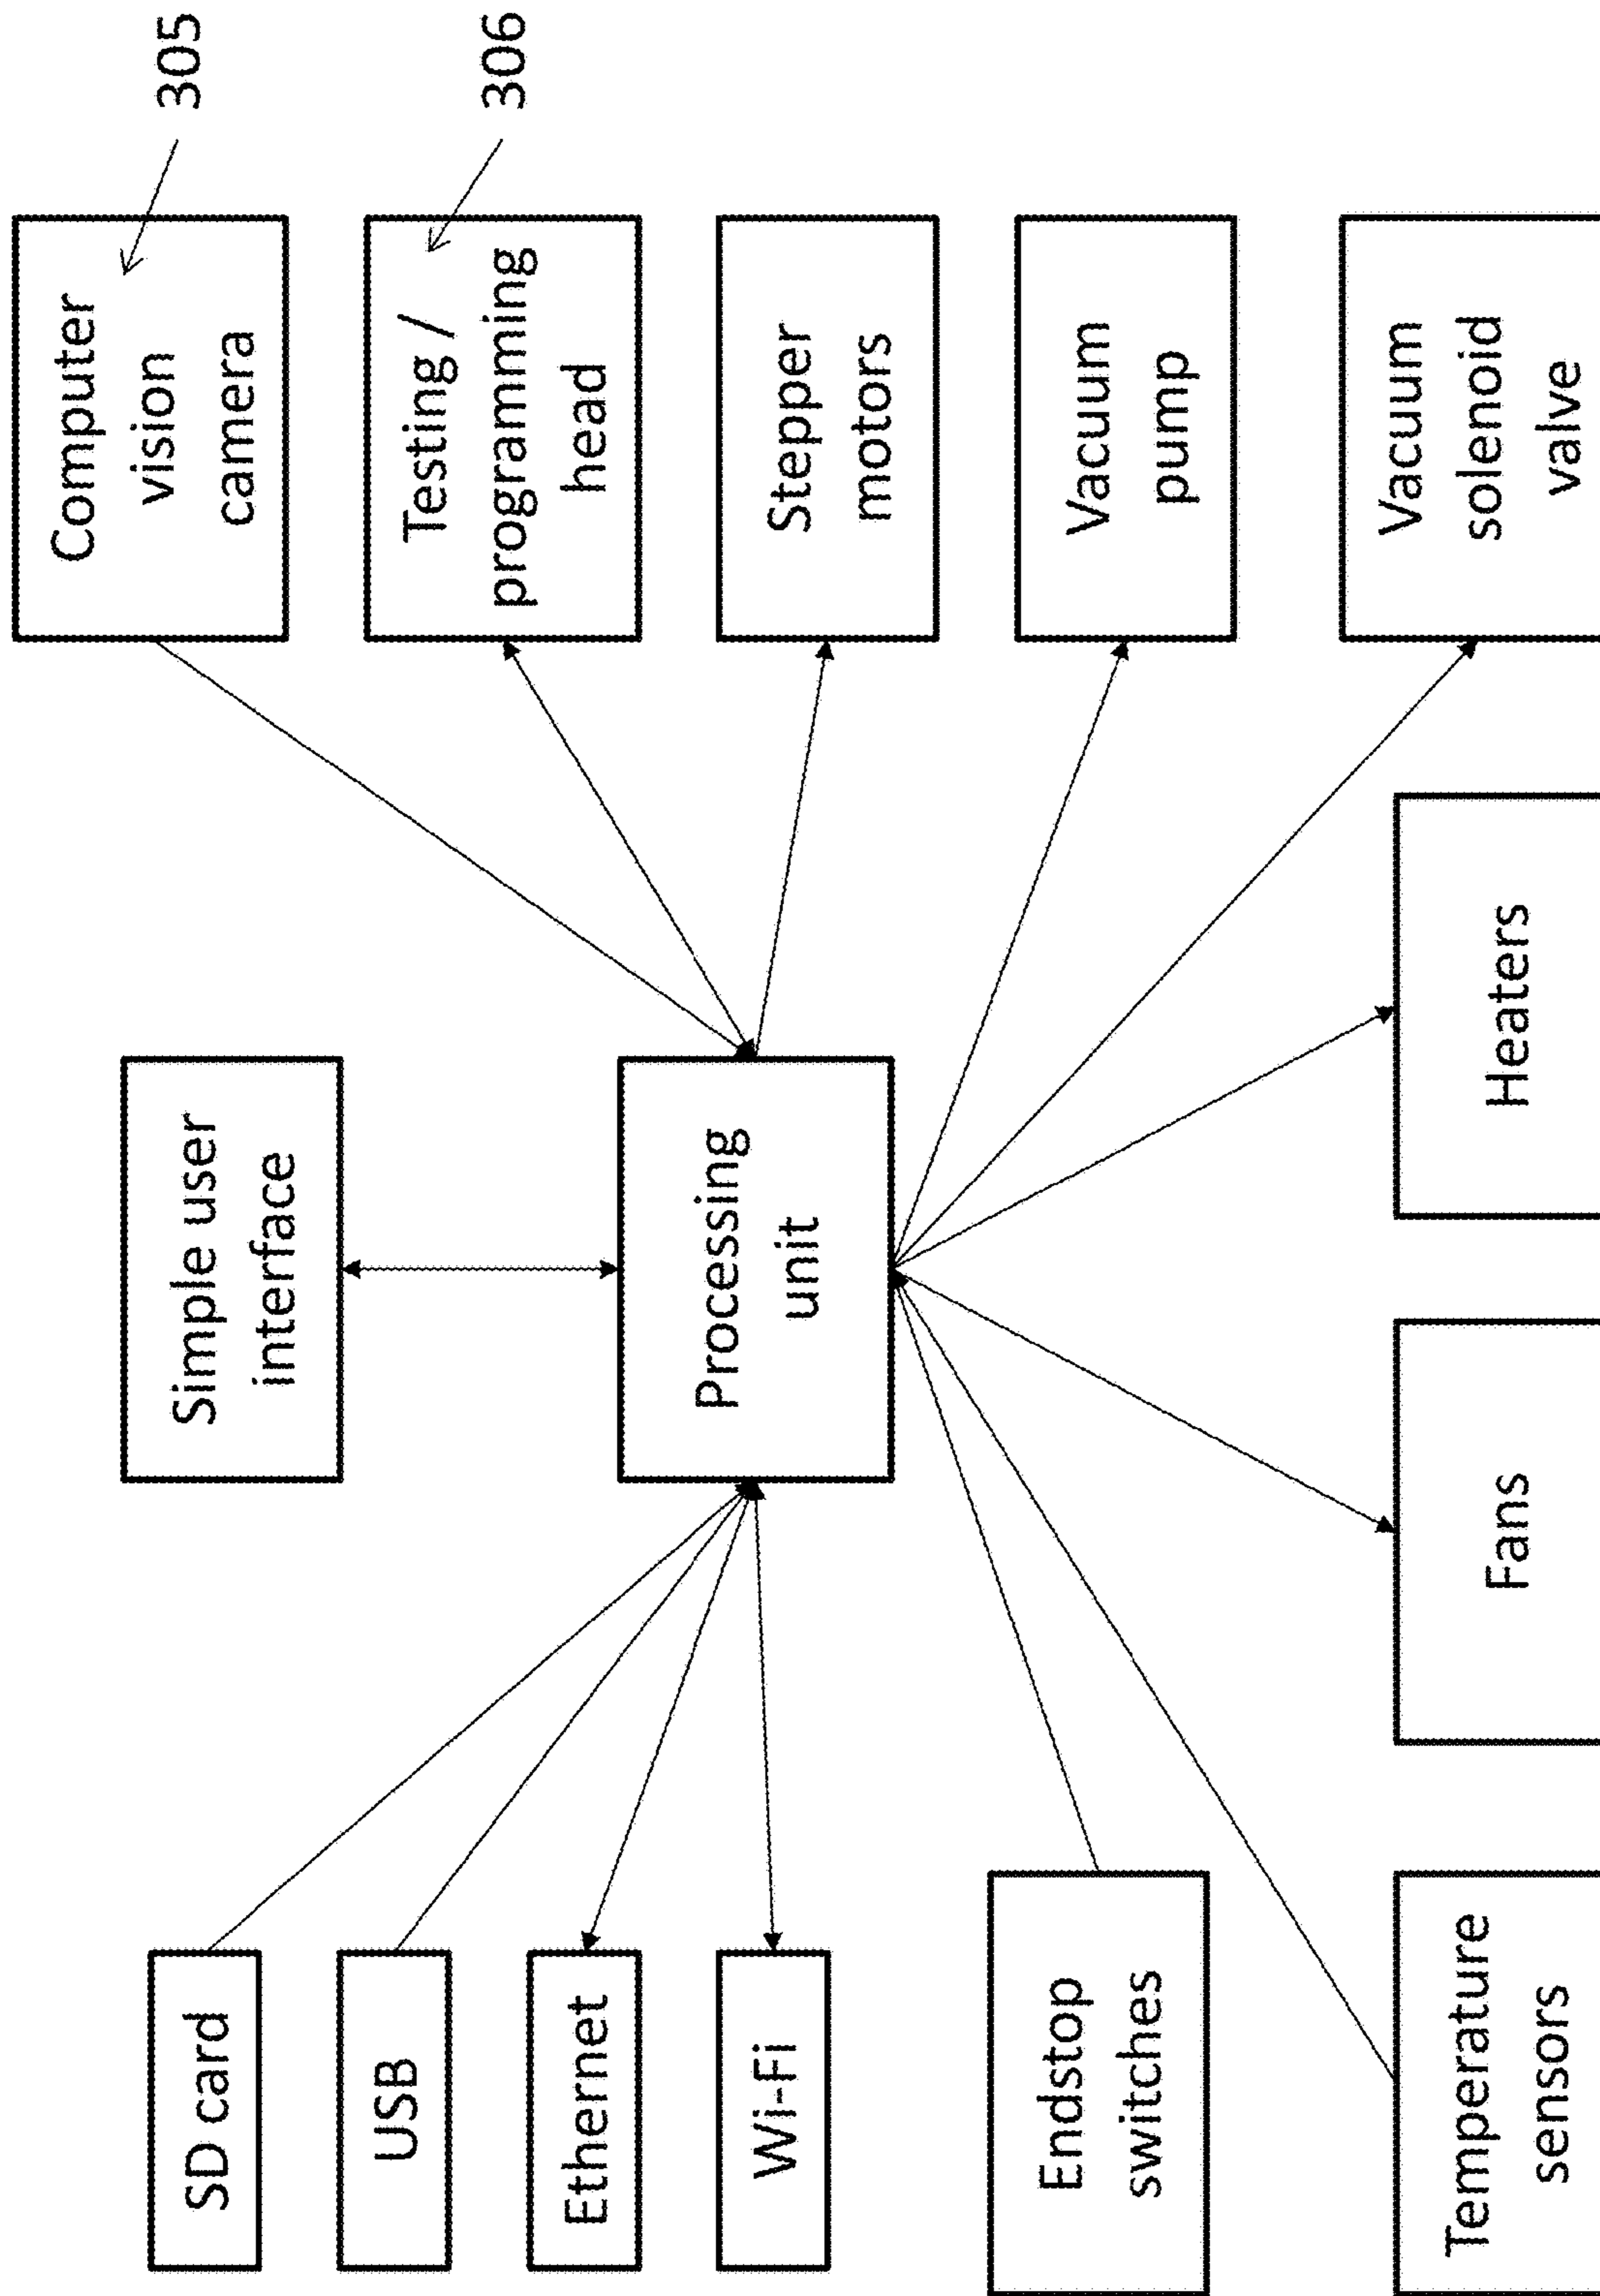 305
306
Computer
vision
camera
Testing /
programming
head
Stepper
motors
Vacuum
pump
Vacuum
solenoid
valve
Simple user
interface
Processing
unit
Heaters
Fans
SD card
USB
Ethernet
Wi-Fi
Endstop
switches
Temperature
sensors